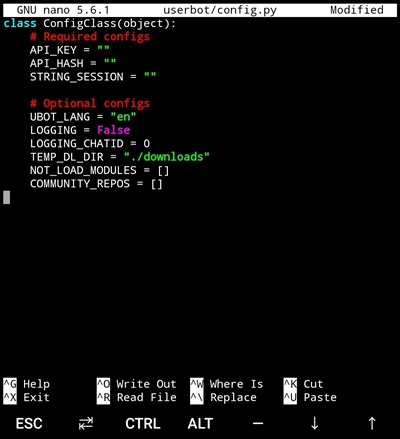 GNU nano 5.6.1 userbot/config.py Modified
class ConfigClass(object):
# Required configs
API_KEY = ""
API_HASH = ""
STRING_SESSION = ""
# Optional configs
UBOT_LANG = "en"
LOGGING = False
LOGGING_CHATID = 0
TEMP_DL_DIR = "./downloads"
NOT_LOAD_MODULES = []
COMMUNITY_REPOS = []
^G Help ^O Write Out ^W Where Is ^K Cut
^X Exit ^R Read File ^\ Replace ^U Paste
ESC ⇄ CTRL ALT — ↓ ↑